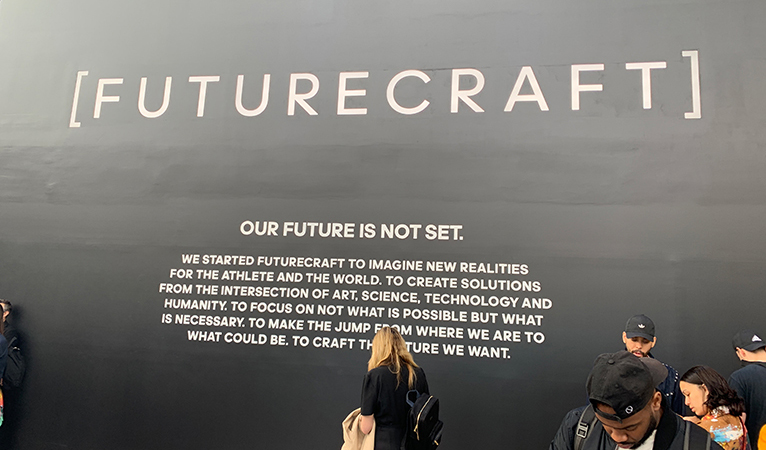 [FUTURECRAFT]
OUR FUTURE IS NOT SET.
WE STARTED FUTURECRAFT TO IMAGINE NEW REALITIES
FOR THE ATHLETE AND THE WORLD. TO CREATE SOLUTIONS
FROM THE INTERSECTION OF ART, SCIENCE, TECHNOLOGY AND
HUMANITY. TO FOCUS ON NOT WHAT IS POSSIBLE BUT WHAT
IS NECESSARY. TO MAKE THE JUMP FROM WHERE WE ARE TO
WHAT COULD BE. TO CRAFT THE FUTURE WE WANT.